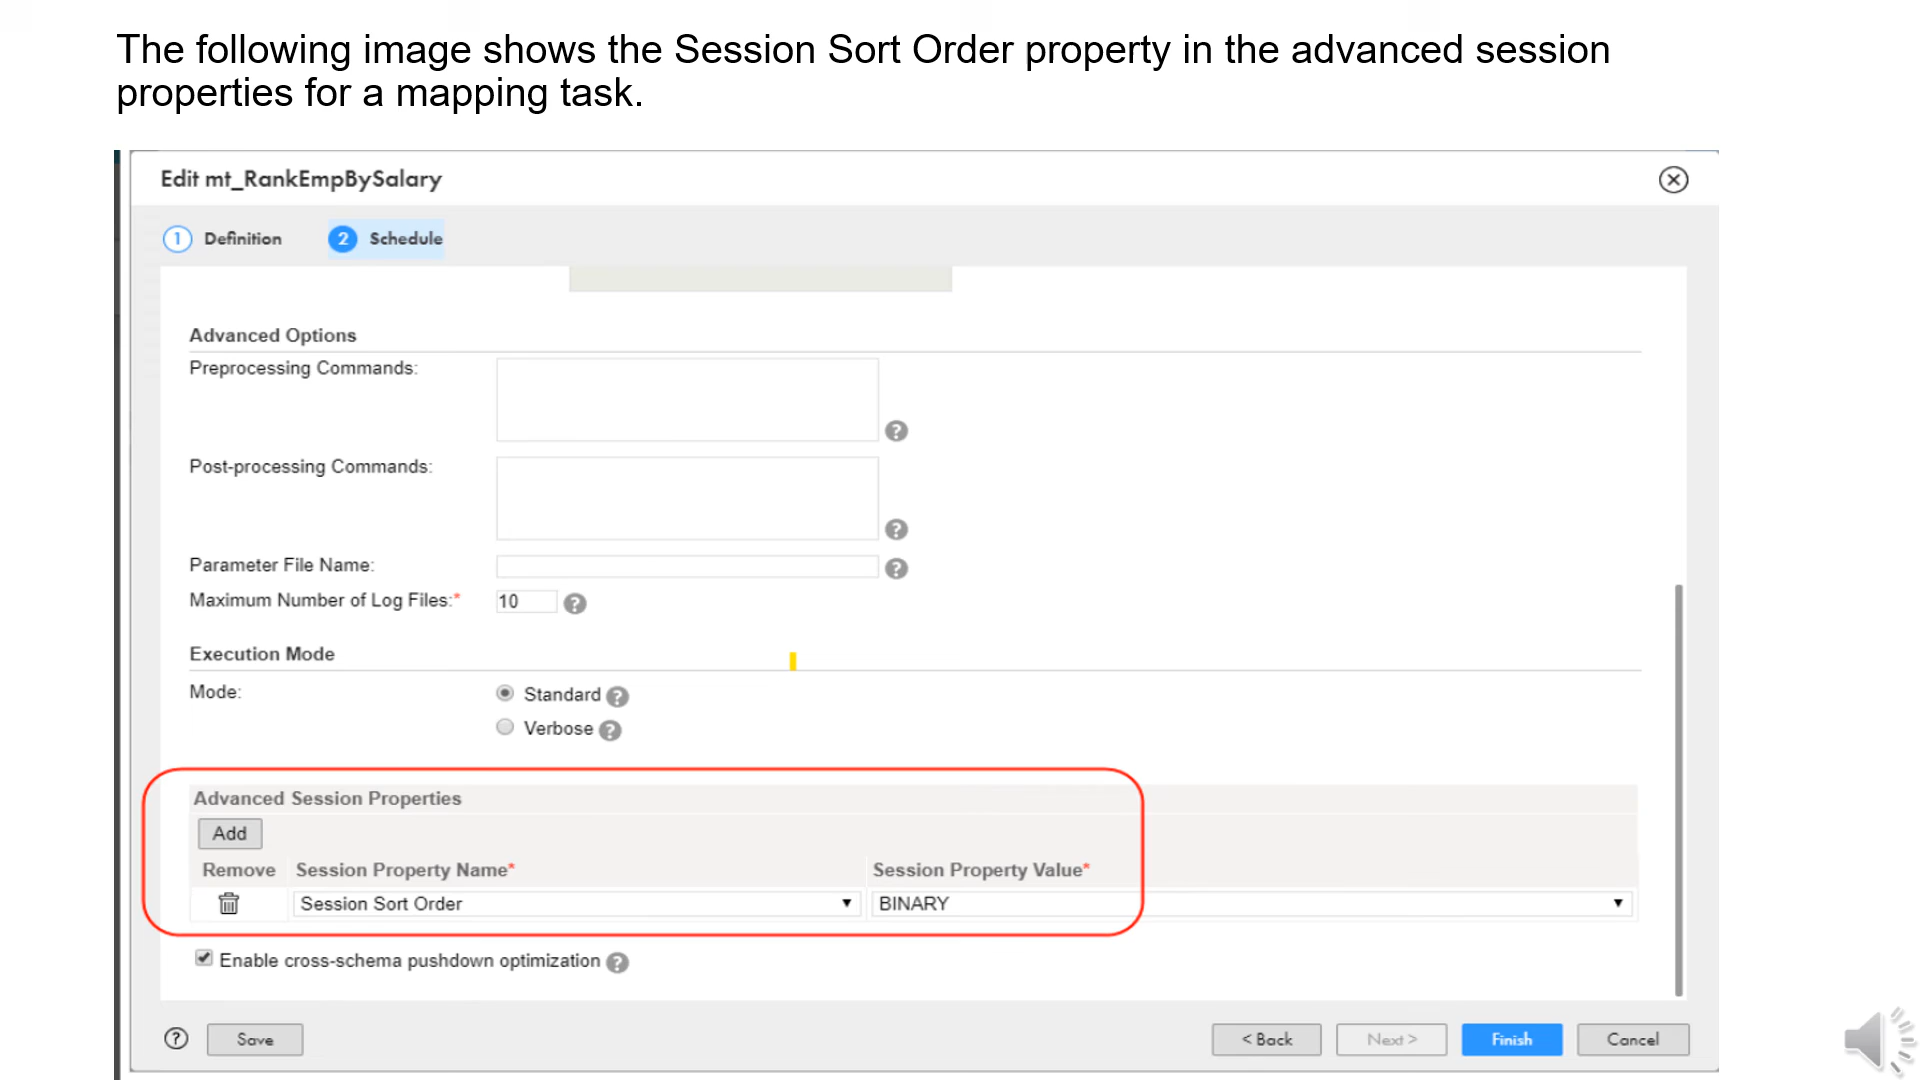 The following image shows the Session Sort Order property in the advanced session
properties for a mapping task.
Edit mt_RankEmpBySalary
1 Definition 2 Schedule
Advanced Options
Preprocessing Commands:
?
Post-processing Commands:
?
Parameter File Name: ?
Maximum Number of Log Files:* 10 ?
Execution Mode
Mode: Standard ?
Verbose ?
Advanced Session Properties
Add
Remove Session Property Name* Session Property Value*
Session Sort Order BINARY
Enable cross-schema pushdown optimization ?
? Save < Back Next > Finish Cancel